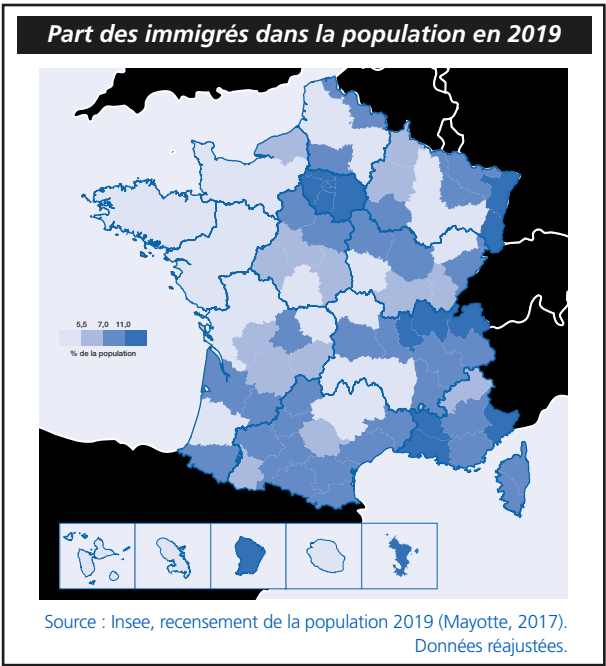 Part des immigrés dans la population en 2019
5,5 7,0 11,0
% de la population
Source : Insee, recensement de la population 2019 (Mayotte, 2017).
Données réajustées.